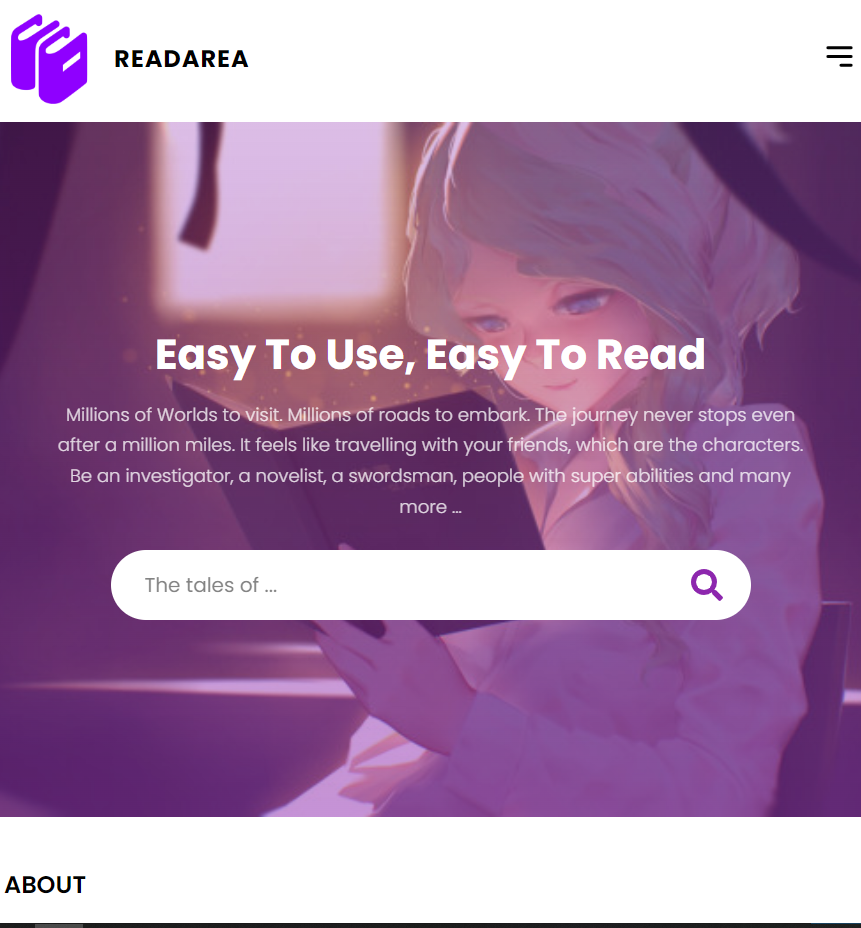 READAREA
Easy To Use, Easy To Read
Millions of Worlds to visit. Millions of roads to embark. The journey never stops even
after a million miles. It feels like travelling with your friends, which are the characters.
Be an investigator, a novelist, a swordsman, people with super abilities and many
more ...
The tales of ...
ABOUT